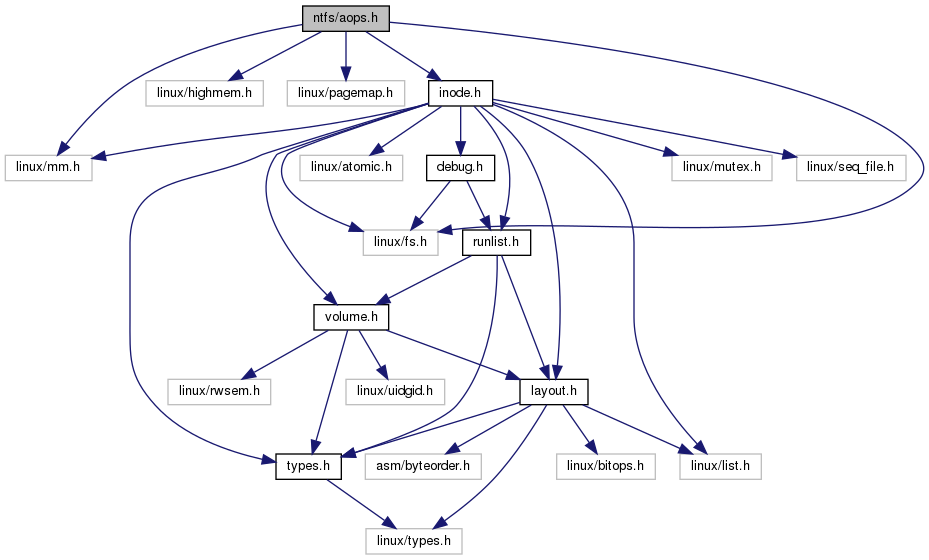 ntfs/aops.h
linux/highmem.h
linux/pagemap.h
inode.h
linux/mm.h
linux/atomic.h
debug.h
linux/mutex.h
linux/seq_file.h
linux/fs.h
runlist.h
volume.h
linux/rwsem.h
linux/uidgid.h
layout.h
types.h
asm/byteorder.h
linux/bitops.h
linux/list.h
linux/types.h